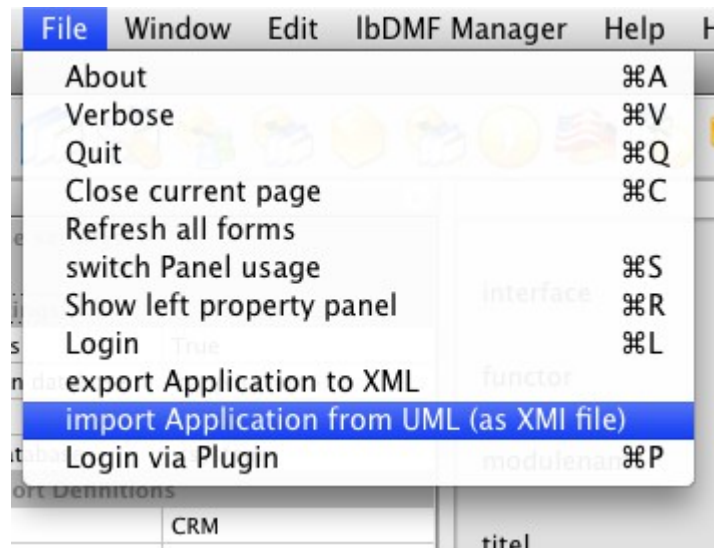 File Window Edit lbDMF Manager Help H
About ⌘A
Verbose ⌘V
Quit ⌘Q
Close current page ⌘C
Refresh all forms
switch Panel usage ⌘S
interface
Show left property panel ⌘R
Login ⌘L
True
export Application to XML
functor
import Application from UML (as XMI file)
Login via Plugin ⌘P
modulename
ort Definitions
CRM
titel